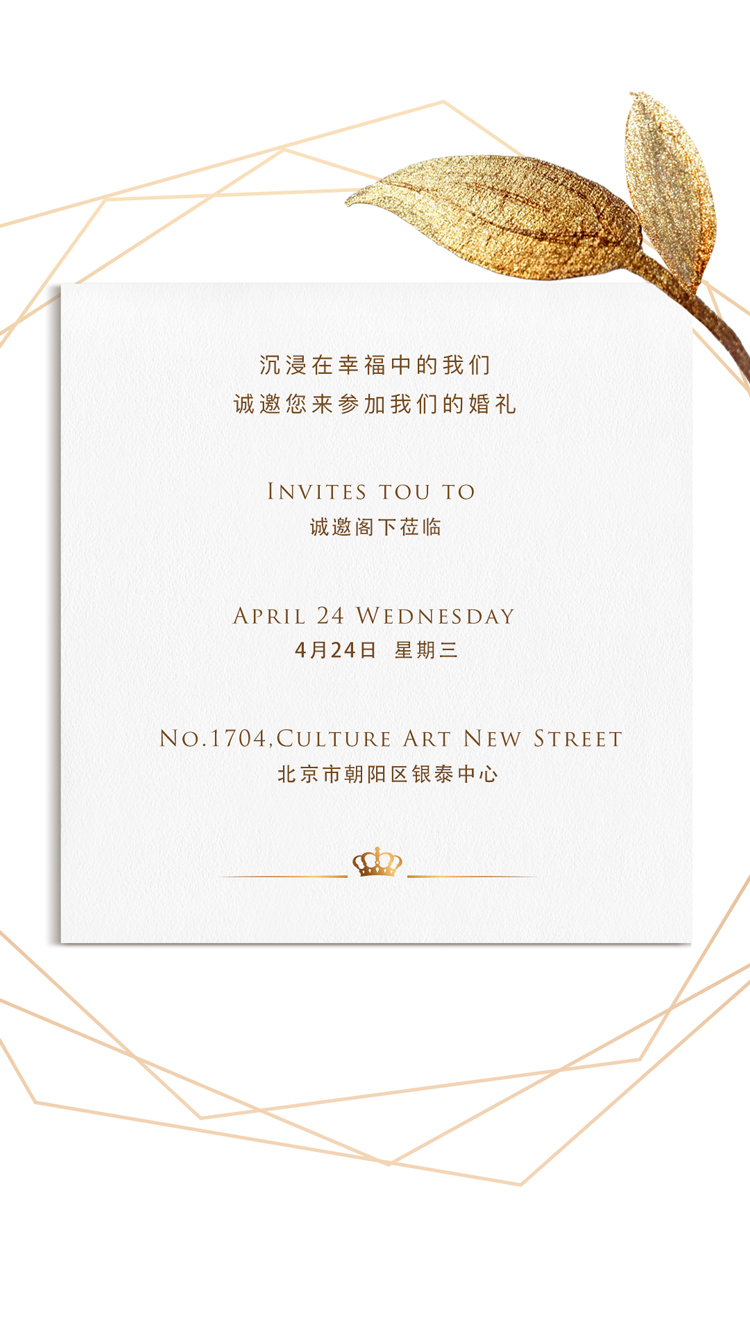 沉浸在幸福中的我们
诚邀您来参加我们的婚礼
Invites tou to
诚邀阁下莅临
April 24 Wednesday
4月24日 星期三
No.1704,Culture Art New Street
北京市朝阳区银泰中心